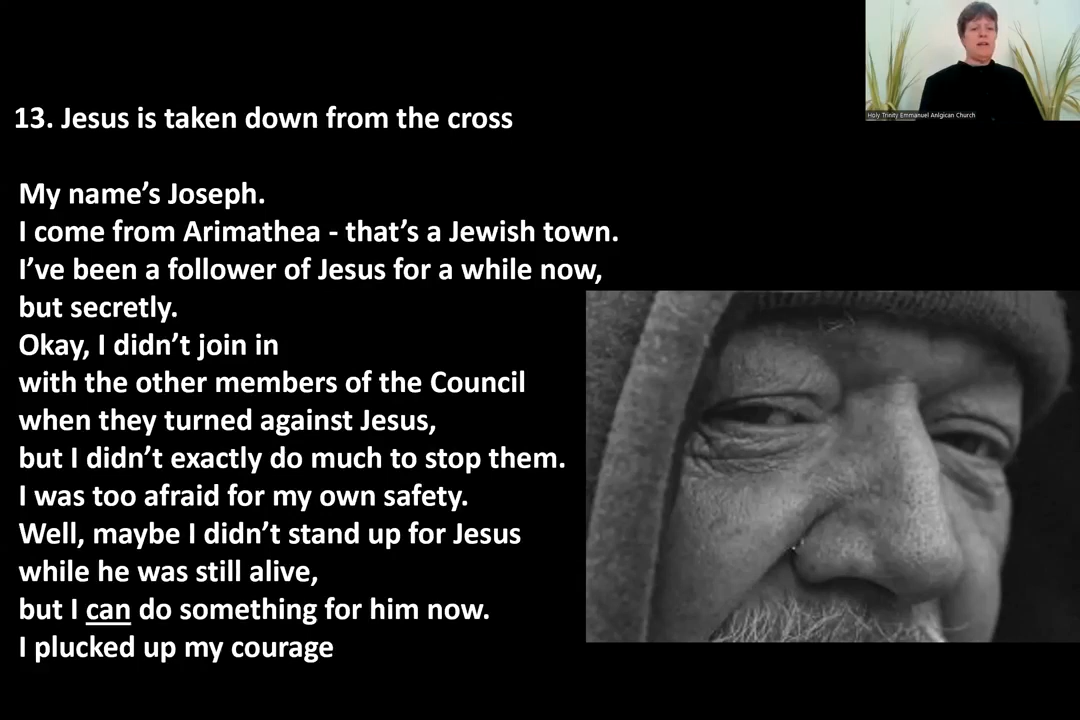 Holy Trinity Emmanuel Anlgican Church
13. Jesus is taken down from the cross
My name’s Joseph.
I come from Arimathea - that’s a Jewish town.
I’ve been a follower of Jesus for a while now,
but secretly.
Okay, I didn’t join in
with the other members of the Council
when they turned against Jesus,
but I didn’t exactly do much to stop them.
I was too afraid for my own safety.
Well, maybe I didn’t stand up for Jesus
while he was still alive,
but I can do something for him now.
I plucked up my courage